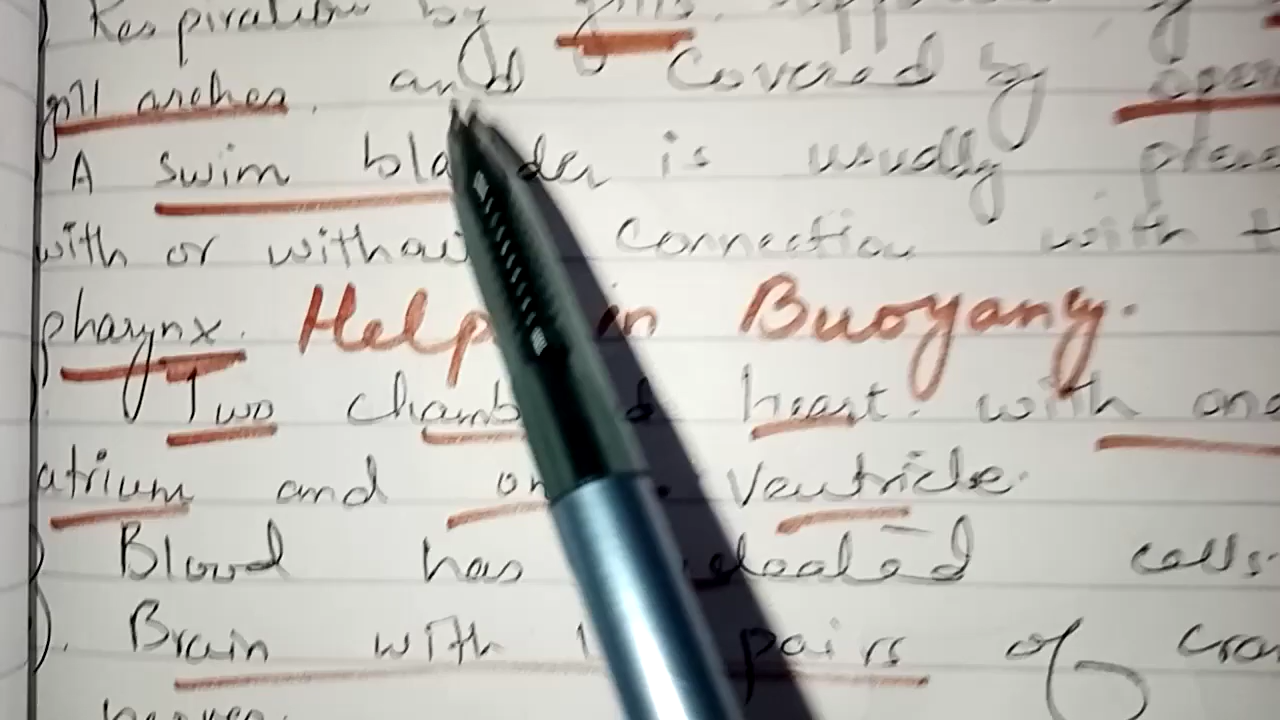 Respiration by gills.
gill arches. and covered by
A swim bladder is usually
with or without connection with
pharynx. Help in Buoyancy.
Two chambered heart. with one
atrium and one Ventricle.
Blood has nucleated cells.
Brain with pairs of